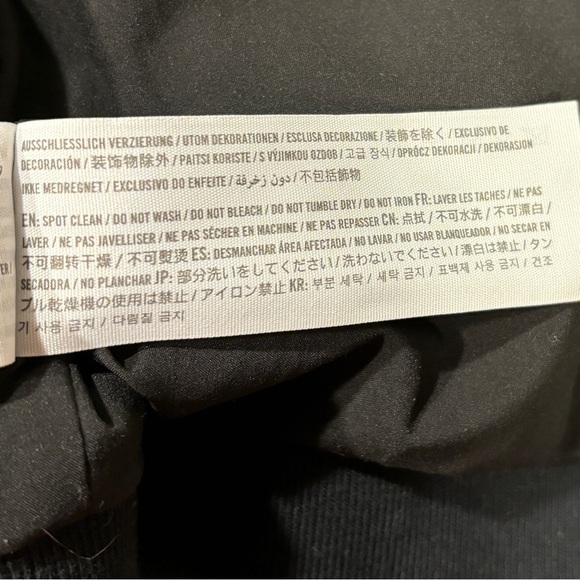 AUSSCHLIESSLICH VERZIERUNG / UTOM DEKORATIONEN / ESCLUSA DECORAZIONE / 装飾を除く / EXCLUSIVO DE
DECORACIÓN / 装饰物除外 / PAITSI KORISTE / S VÝJIMKOU OZDOB / 고급 장식 / OPRÓCZ DEKORACJI / DEKORASJON
IKKE MEDREGNET / EXCLUSIVO DO ENFEITE / دون زخرفة / 不包括飾物
EN: SPOT CLEAN / DO NOT WASH / DO NOT BLEACH / DO NOT TUMBLE DRY / DO NOT IRON FR: LAVER LES TACHES / NE PAS
LAVER / NE PAS JAVELLISER / NE PAS SÉCHER EN MACHINE / NE PAS REPASSER CN: 点拭 / 不可水洗 / 不可漂白 /
不可翻转干燥 / 不可熨烫 ES: DESMANCHAR ÁREA AFECTADA / NO LAVAR / NO USAR BLANQUEADOR / NO SECAR EN
SECADORA / NO PLANCHAR JP: 部分洗いをしてください / 洗わないでください / 漂白は禁止 / タン
ブル乾燥機の使用は禁止 / アイロン禁止 KR: 부분 세탁 / 세탁 금지 / 표백제 사용 금지 / 건조
기 사용 금지 / 다림질 금지